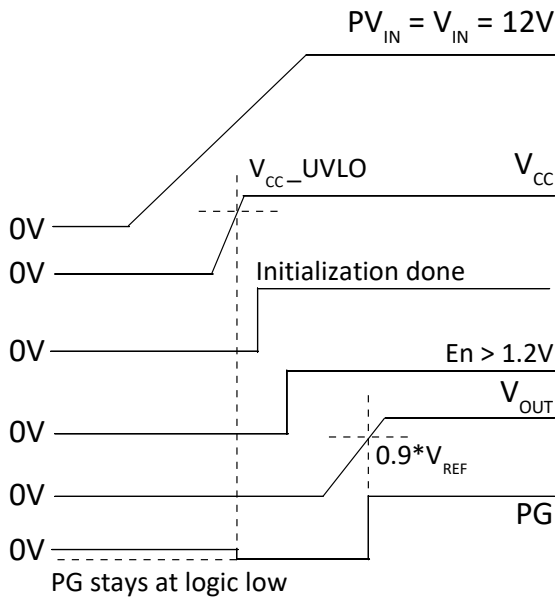 PV_IN = V_IN = 12V
V_CC_UVLO
V_CC
0V
0V
Initialization done
0V
En > 1.2V
V_OUT
0V
0.9*V_REF
0V
PG
0V
PG stays at logic low